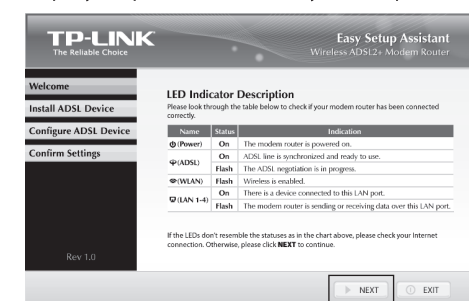 TP-LINK
The Reliable Choice
Easy Setup Assistant
Wireless ADSL2+ Modem Router
Welcome
Install ADSL Device
Configure ADSL Device
Confirm Settings
Rev 1.0
LED Indicator Description
Please look through the table below to check if your modem router has been connected
correctly.
Name Status Indication
(Power) On The modem router is powered on.
(ADSL) On ADSL line is synchronized and ready to use.
Flash The ADSL negotiation is in progress.
(WLAN) Flash Wireless is enabled.
(LAN 1-4) On There is a device connected to this LAN port.
Flash The modem router is sending or receiving data over this LAN port.
If the LEDs don't resemble the statuses as in the chart above, please check your Internet
connection. Otherwise, please click NEXT to continue.
NEXT
EXIT